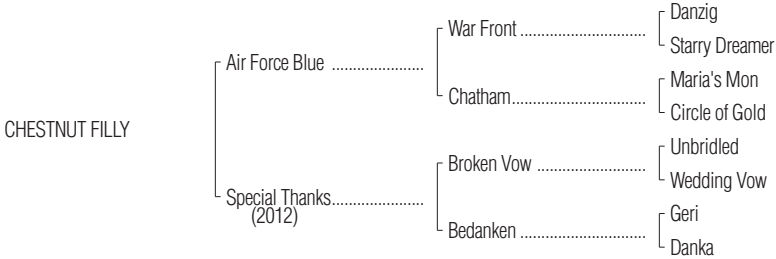 Danzig
War Front ..............................
Starry Dreamer
Air Force Blue ......................
Maria's Mon
Chatham................................
Circle of Gold
CHESTNUT FILLY
Unbridled
Broken Vow ..........................
Wedding Vow
Special Thanks......................
(2012)
Geri
Bedanken ..............................
Danka